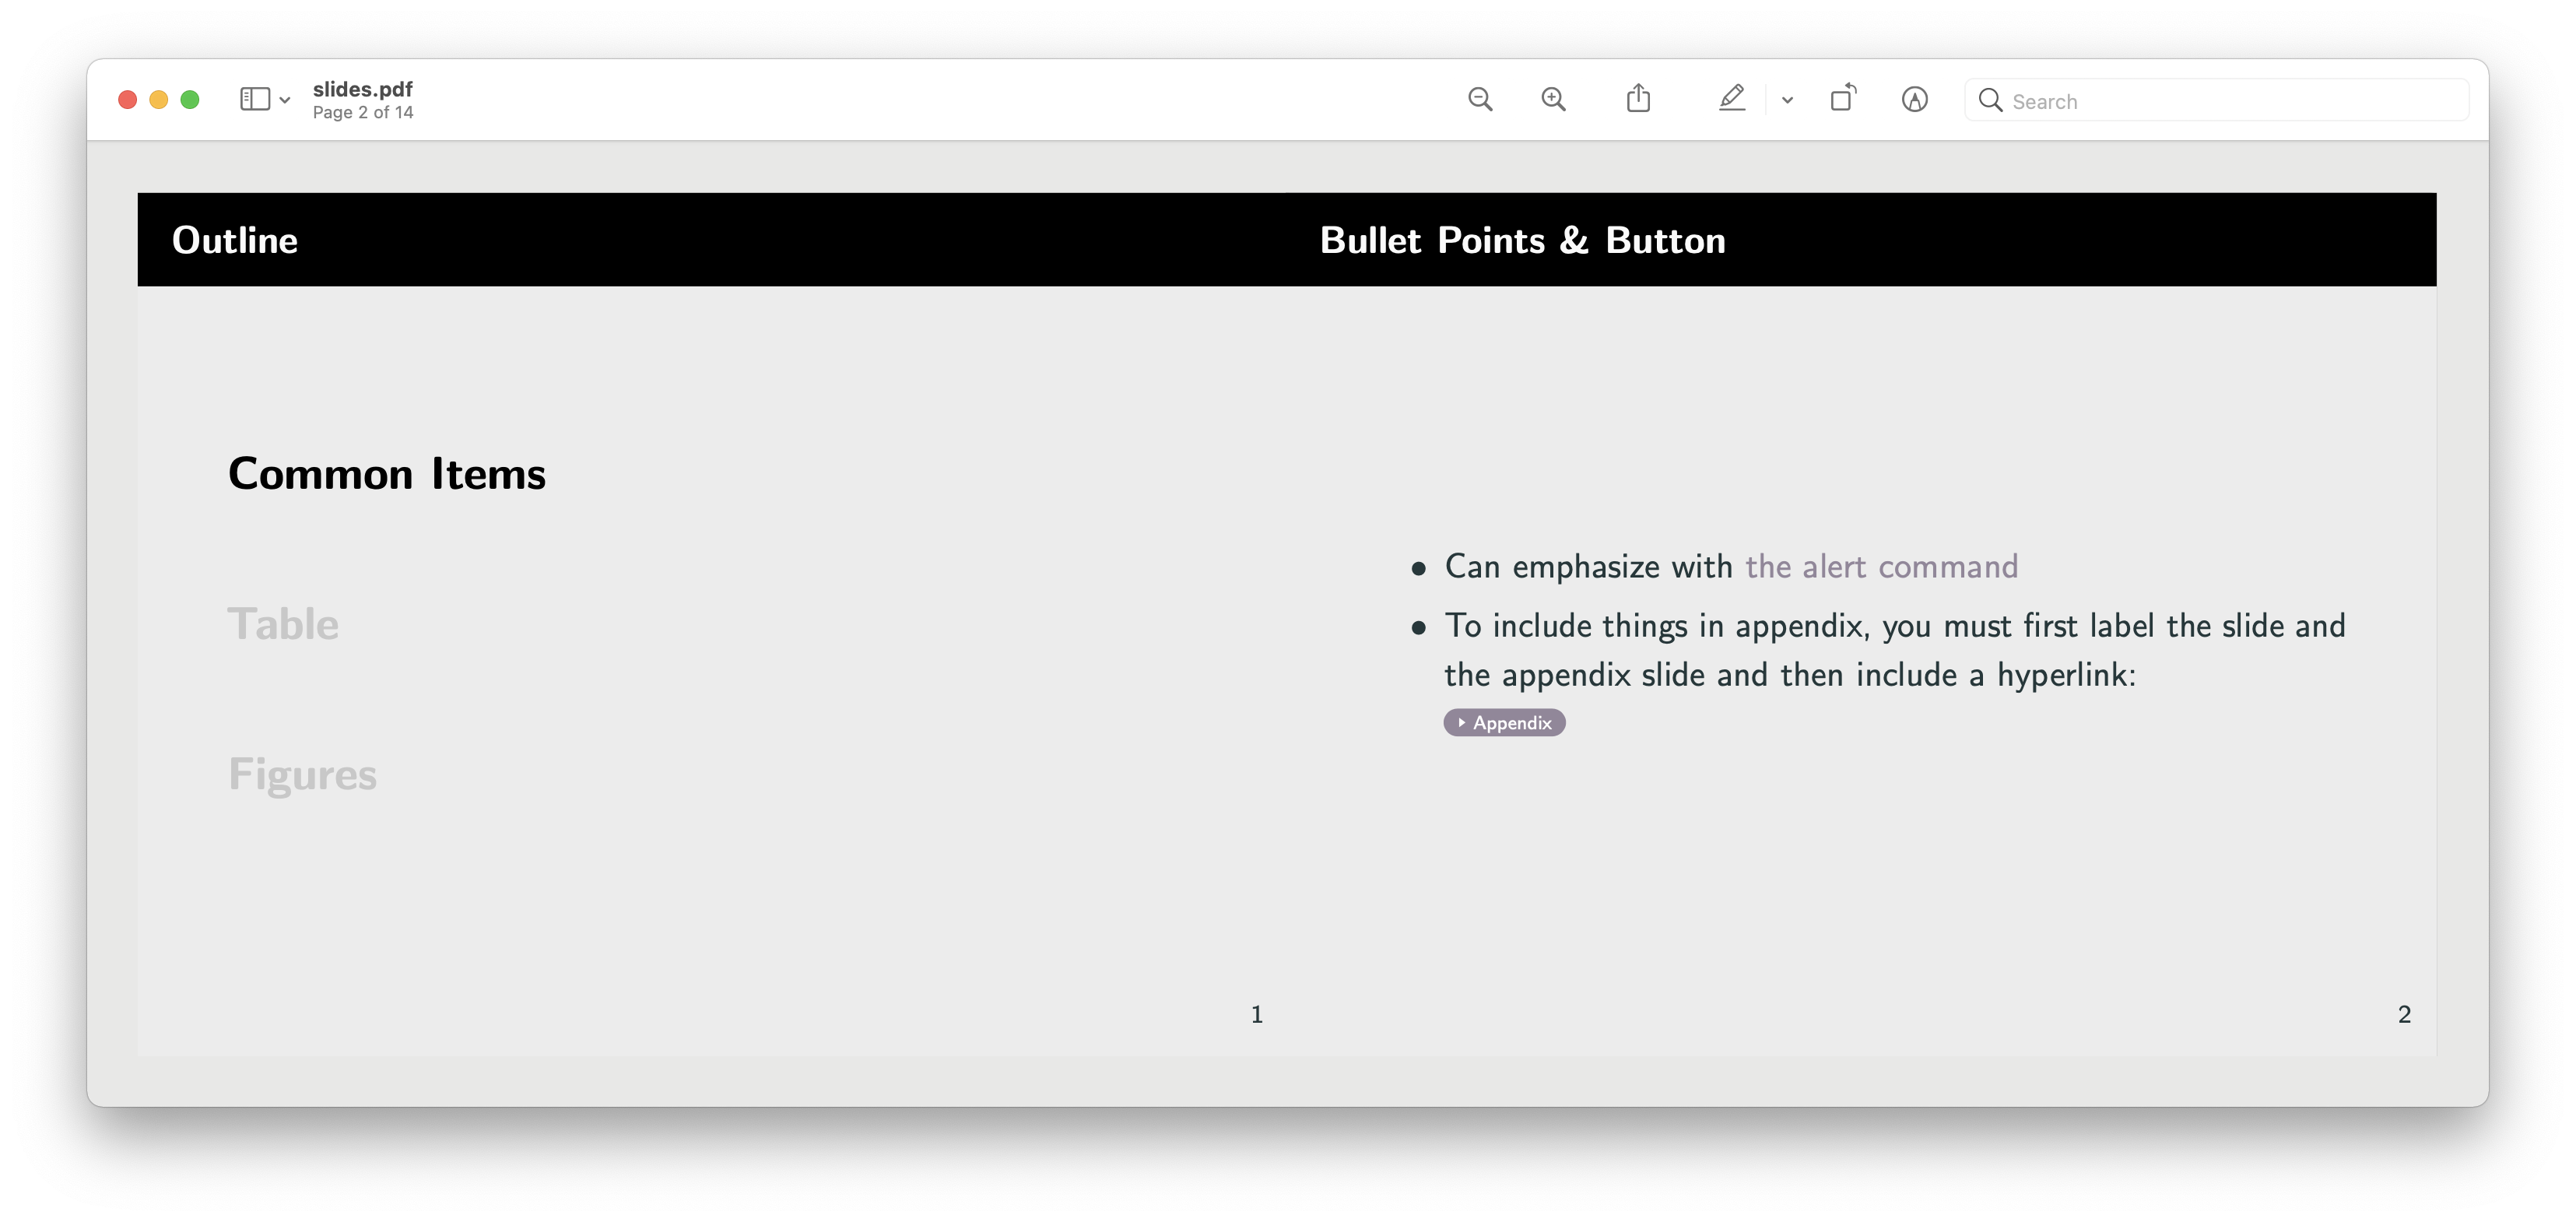 slides.pdf
Page 2 of 14
Search
Outline
Common Items
Table
Figures
1
Bullet Points & Button
• Can emphasize with the alert command
• To include things in appendix, you must first label the slide and
the appendix slide and then include a hyperlink:
Appendix
2